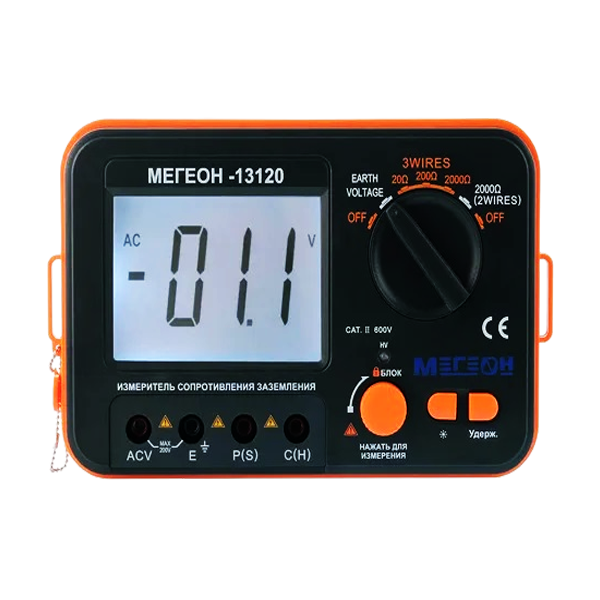 МЕГЕОН -13120
AC
-01.1
V
ИЗМЕРИТЕЛЬ СОПРОТИВЛЕНИЯ ЗАЗЕМЛЕНИЯ
ACV
MAX
200V
E
P(S)
C(H)
3WIRES
EARTH
VOLTAGE
20Ω
200Ω
2000Ω
2000Ω
(2WIRES)
OFF
OFF
CAT. II 600V
CE
HV
МЕГЕОН
БЛОК
НАЖАТЬ ДЛЯ
ИЗМЕРЕНИЯ
Удерж.